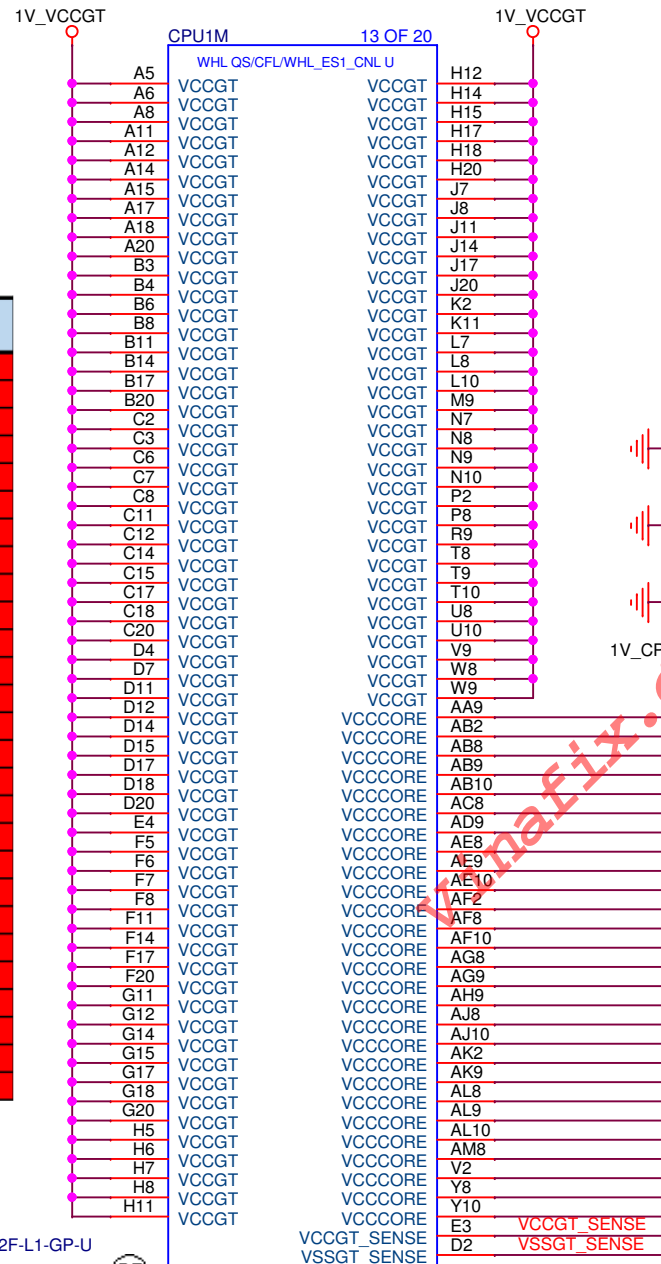 1V_VCCGT 1V_VCCGT
CPU1M 13 OF 20
WHL QS/CFL/WHL_ES1_CNL U
A5 VCCGT VCCGT H12
A6 VCCGT VCCGT H14
A8 VCCGT VCCGT H15
A11 VCCGT VCCGT H17
A12 VCCGT VCCGT H18
A14 VCCGT VCCGT H20
A15 VCCGT VCCGT J7
A17 VCCGT VCCGT J8
A18 VCCGT VCCGT J11
A20 VCCGT VCCGT J14
B3 VCCGT VCCGT J17
B4 VCCGT VCCGT J20
B6 VCCGT VCCGT K2
B8 VCCGT VCCGT K11
B11 VCCGT VCCGT L7
B14 VCCGT VCCGT L8
B17 VCCGT VCCGT L10
B20 VCCGT VCCGT M9
C2 VCCGT VCCGT N7
C3 VCCGT VCCGT N8
C6 VCCGT VCCGT N9
C7 VCCGT VCCGT N10
C8 VCCGT VCCGT P2
C11 VCCGT VCCGT P8
C12 VCCGT VCCGT R9
C14 VCCGT VCCGT T8
C15 VCCGT VCCGT T9
C17 VCCGT VCCGT T10
C18 VCCGT VCCGT U8
C20 VCCGT VCCGT U10
D4 VCCGT VCCGT V9
D7 VCCGT VCCGT W8
D11 VCCGT VCCGT W9
D12 VCCGT VCCCORE AA9
D14 VCCGT VCCCORE AB2
D15 VCCGT VCCCORE AB8
D17 VCCGT VCCCORE AB9
D18 VCCGT VCCCORE AB10
D20 VCCGT VCCCORE AC8
E4 VCCGT VCCCORE AD9
F5 VCCGT VCCCORE AE8
F6 VCCGT VCCCORE AE9
F7 VCCGT VCCCORE AE10
F8 VCCGT VCCCORE AF2
F11 VCCGT VCCCORE AF8
F14 VCCGT VCCCORE AF10
F17 VCCGT VCCCORE AG8
F20 VCCGT VCCCORE AG9
G11 VCCGT VCCCORE AH9
G12 VCCGT VCCCORE AJ8
G14 VCCGT VCCCORE AJ10
G15 VCCGT VCCCORE AK2
G17 VCCGT VCCCORE AK9
G18 VCCGT VCCCORE AL8
G20 VCCGT VCCCORE AL9
H5 VCCGT VCCCORE AL10
H6 VCCGT VCCCORE AM8
H7 VCCGT VCCCORE V2
H8 VCCGT VCCCORE Y8
H11 VCCGT VCCCORE Y10
VCCGT_SENSE E3 VCCGT_SENSE
VSSGT_SENSE D2 VSSGT_SENSE
2F-L1-GP-U
1V_CP
vinafix.